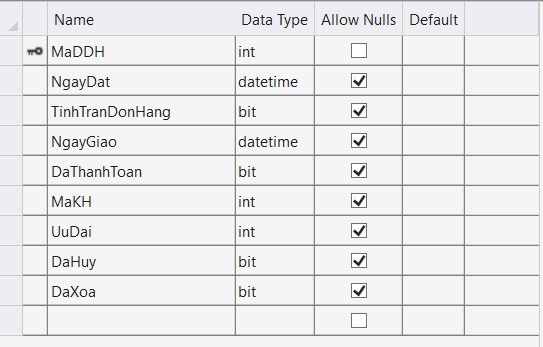 Name Data Type Allow Nulls Default
MaDDH int
NgayDat datetime
TinhTranDonHang bit
NgayGiao datetime
DaThanhToan bit
MaKH int
UuDai int
DaHuy bit
DaXoa bit